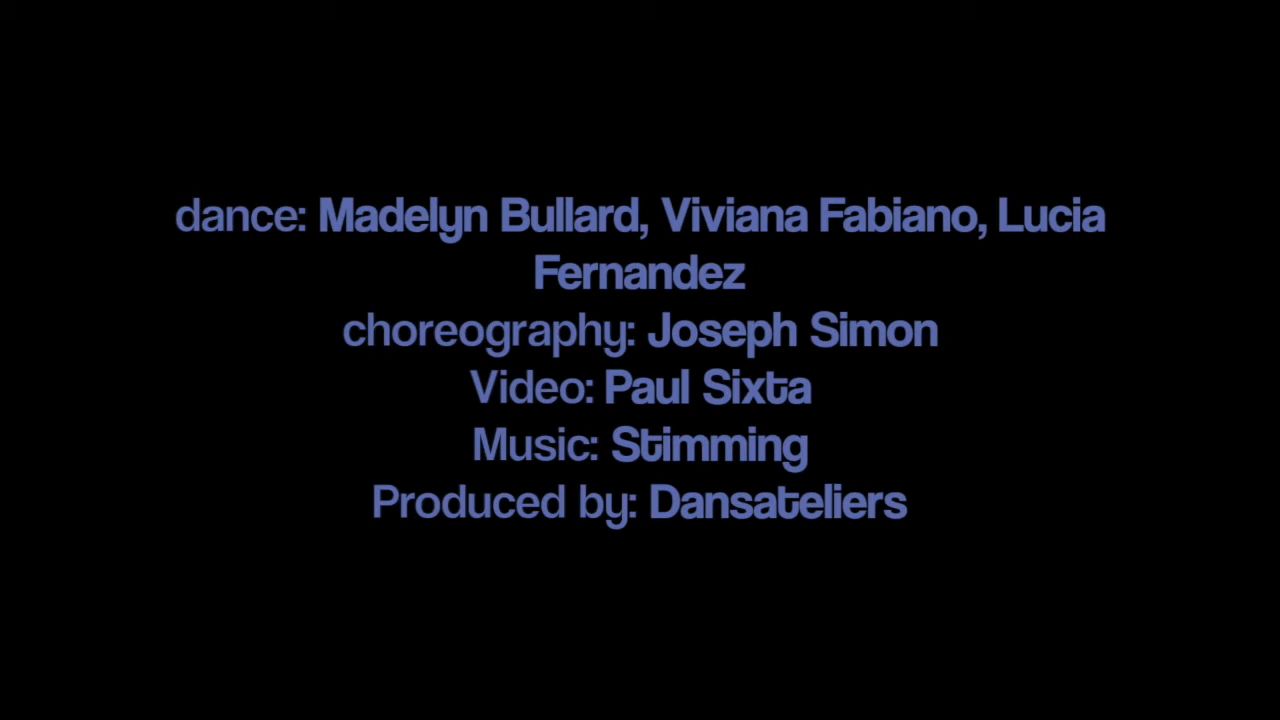 dance: Madelyn Bullard, Viviana Fabiano, Lucia
Fernandez
choreography: Joseph Simon
Video: Paul Sixta
Music: Stimming
Produced by: Dansateliers